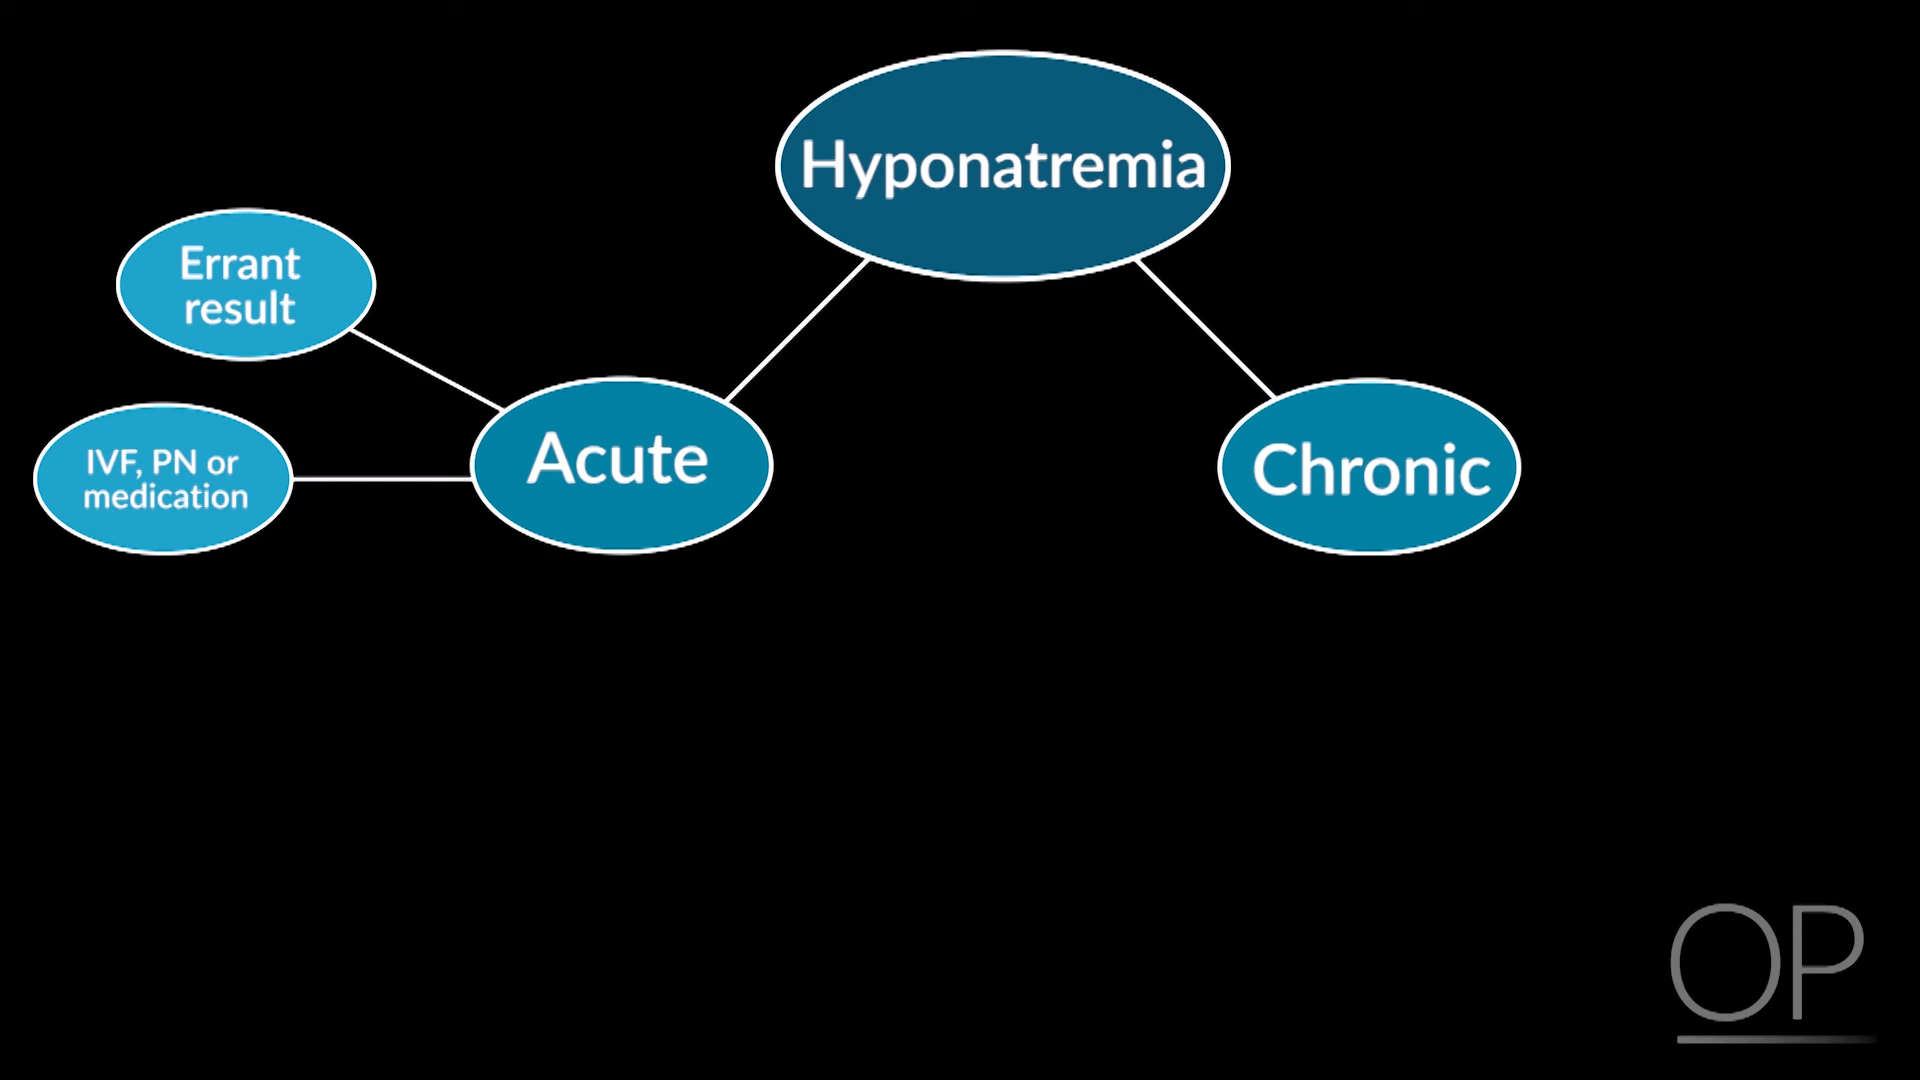 Hyponatremia
Errant
result
IVF, PN or
medication
Acute
Chronic
OP